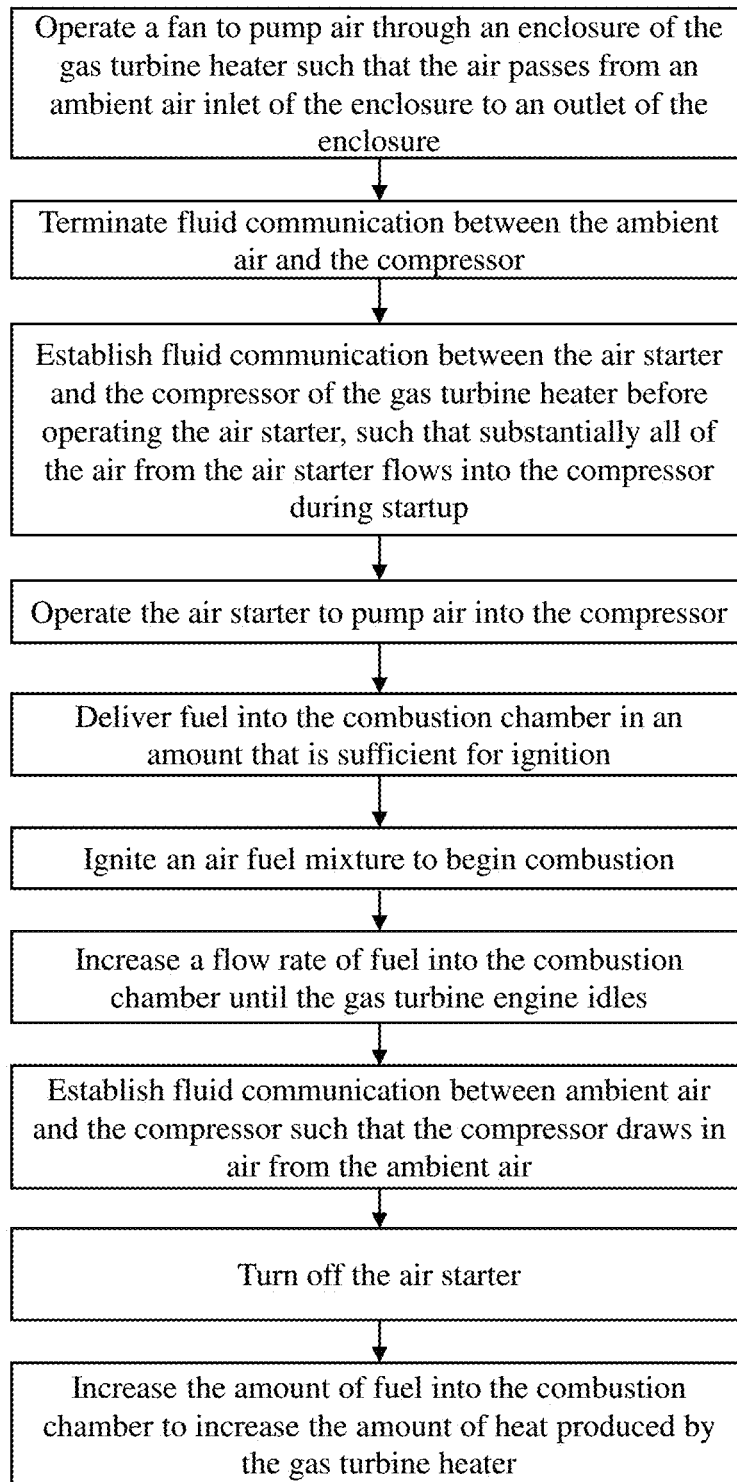 Operate a fan to pump air through an enclosure of the
gas turbine heater such that the air passes from an
ambient air inlet of the enclosure to an outlet of the
enclosure
Terminate fluid communication between the ambient
air and the compressor
Establish fluid communication between the air starter
and the compressor of the gas turbine heater before
operating the air starter, such that substantially all of
the air from the air starter flows into the compressor
during startup
Operate the air starter to pump air into the compressor
Deliver fuel into the combustion chamber in an
amount that is sufficient for ignition
Ignite an air fuel mixture to begin combustion
Increase a flow rate of fuel into the combustion
chamber until the gas turbine engine idles
Establish fluid communication between ambient air
and the compressor such that the compressor draws in
air from the ambient air
Turn off the air starter
Increase the amount of fuel into the combustion
chamber to increase the amount of heat produced by
the gas turbine heater